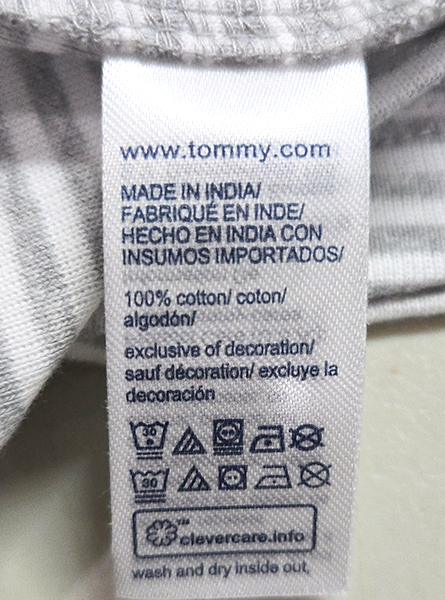 www.tommy.com
MADE IN INDIA/
FABRIQUÉ EN INDE/
HECHO EN INDIA CON
INSUMOS IMPORTADOS/
100% cotton/ coton/
algodón/
exclusive of decoration/
sauf décoration/ excluye la
decoración
30
30
™
clevercare.info
wash and dry inside out,